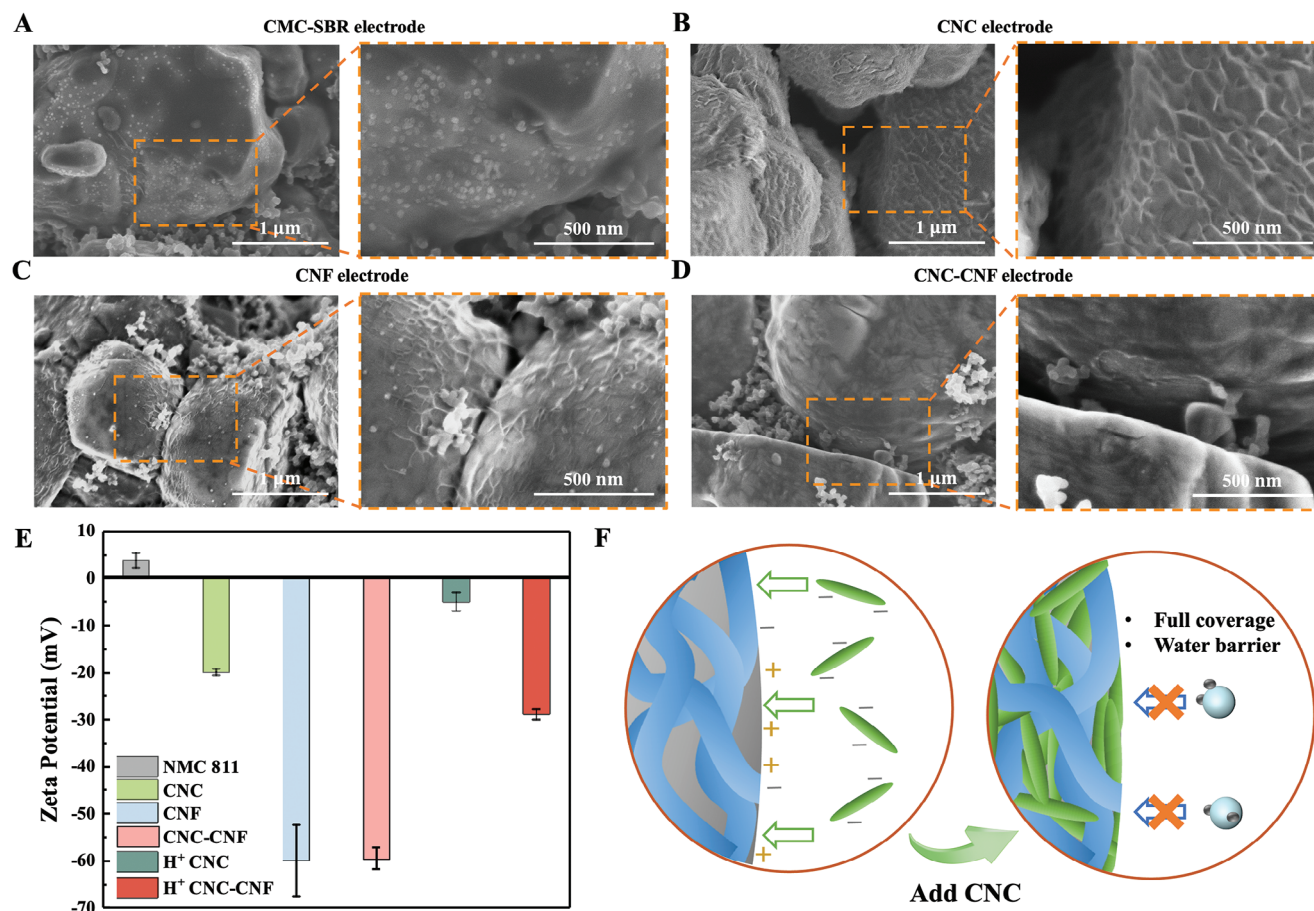 A
CMC-SBR electrode
1 µm
500 nm
B
CNC electrode
1 µm
500 nm
C
CNF electrode
1 µm
500 nm
D
CNC-CNF electrode
1 µm
500 nm
E
Zeta Potential (mV)
10
0
-10
-20
-30
-40
-50
-60
-70
NMC 811
CNC
CNF
CNC-CNF
H⁺ CNC
H⁺ CNC-CNF
F
• Full coverage
• Water barrier
Add CNC